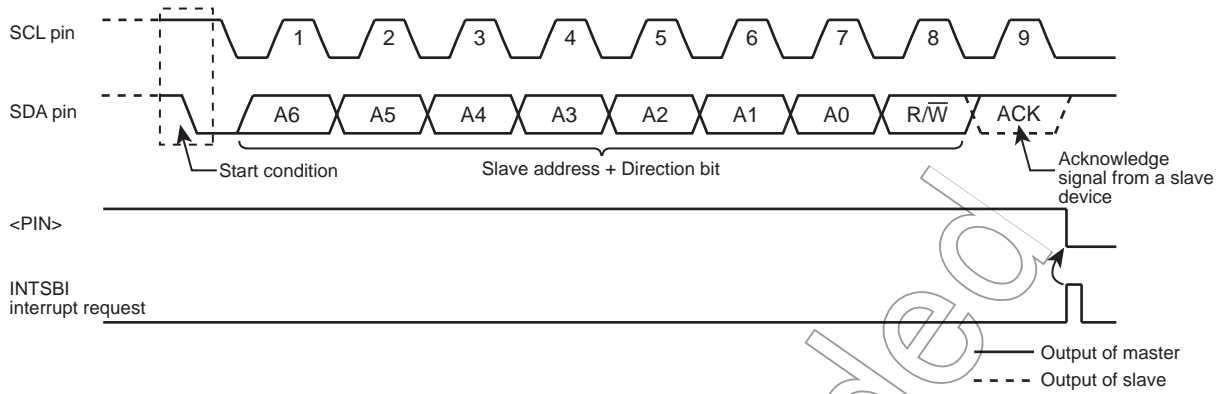 SCL pin
1 2 3 4 5 6 7 8 9
SDA pin
A6 A5 A4 A3 A2 A1 A0 R/W̅ ACK
Start condition
Slave address + Direction bit
Acknowledge
signal from a slave
device
<PIN>
INTSBI
interrupt request
Output of master
Output of slave
ded